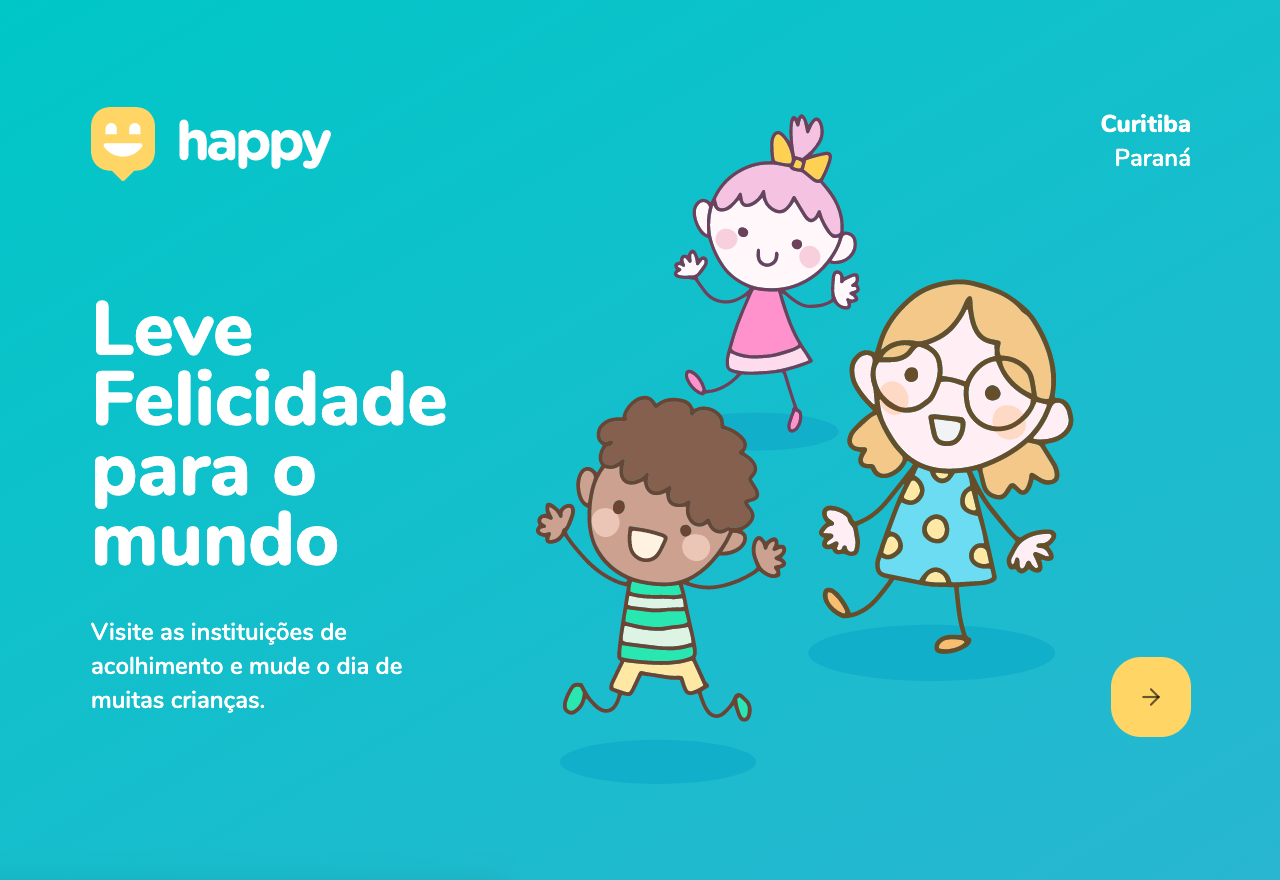 happy
Curitiba
Paraná
Leve
Felicidade
para o
mundo
Visite as instituições de
acolhimento e mude o dia de
muitas crianças.